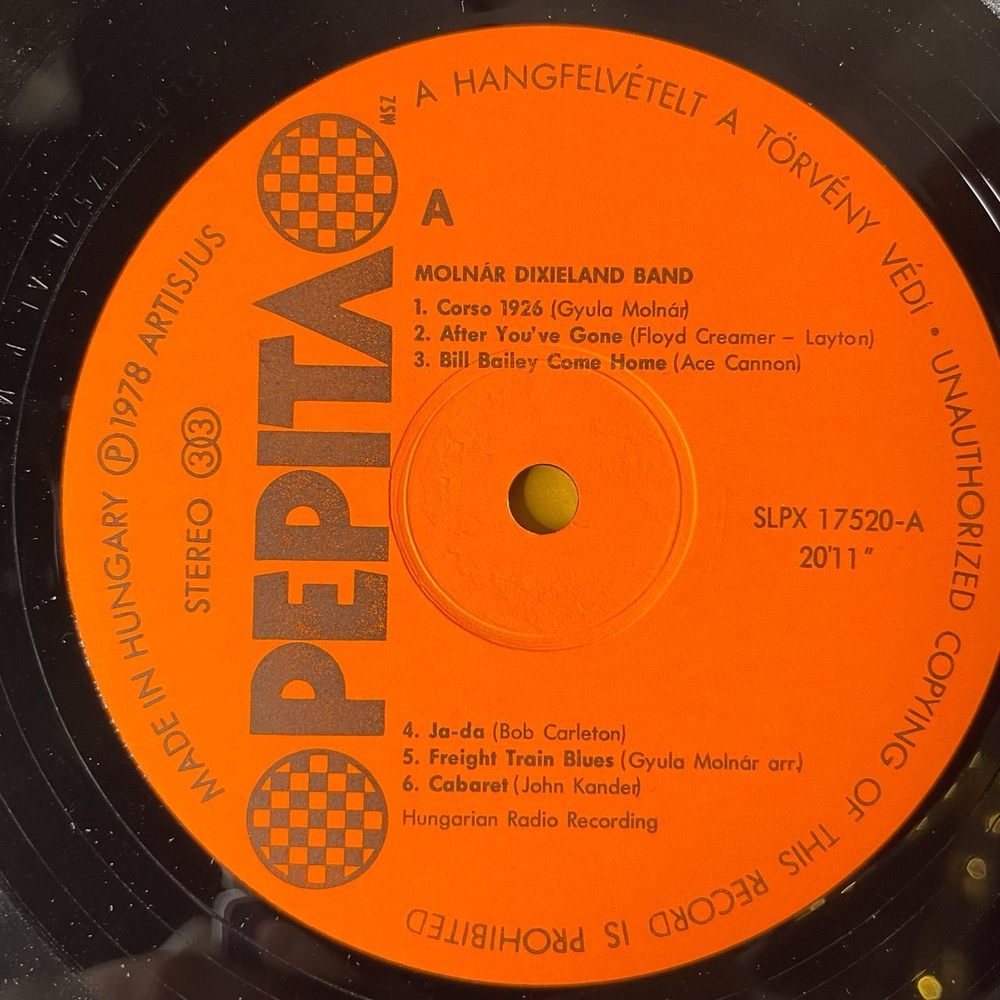 A HANGFELVÉTELT A TÖRVÉNY VÉDI • UNAUTHORIZED COPYING OF THIS RECORD IS PROHIBITED
MADE IN HUNGARY Ⓟ 1978 ARTISJUS
STEREO 33
PEPITA
MSZ
A
MOLNÁR DIXIELAND BAND
1. Corso 1926 (Gyula Molnár)
2. After You've Gone (Floyd Creamer – Layton)
3. Bill Bailey Come Home (Ace Cannon)
SLPX 17520-A
20'11"
4. Ja-da (Bob Carleton)
5. Freight Train Blues (Gyula Molnár arr.)
6. Cabaret (John Kander)
Hungarian Radio Recording